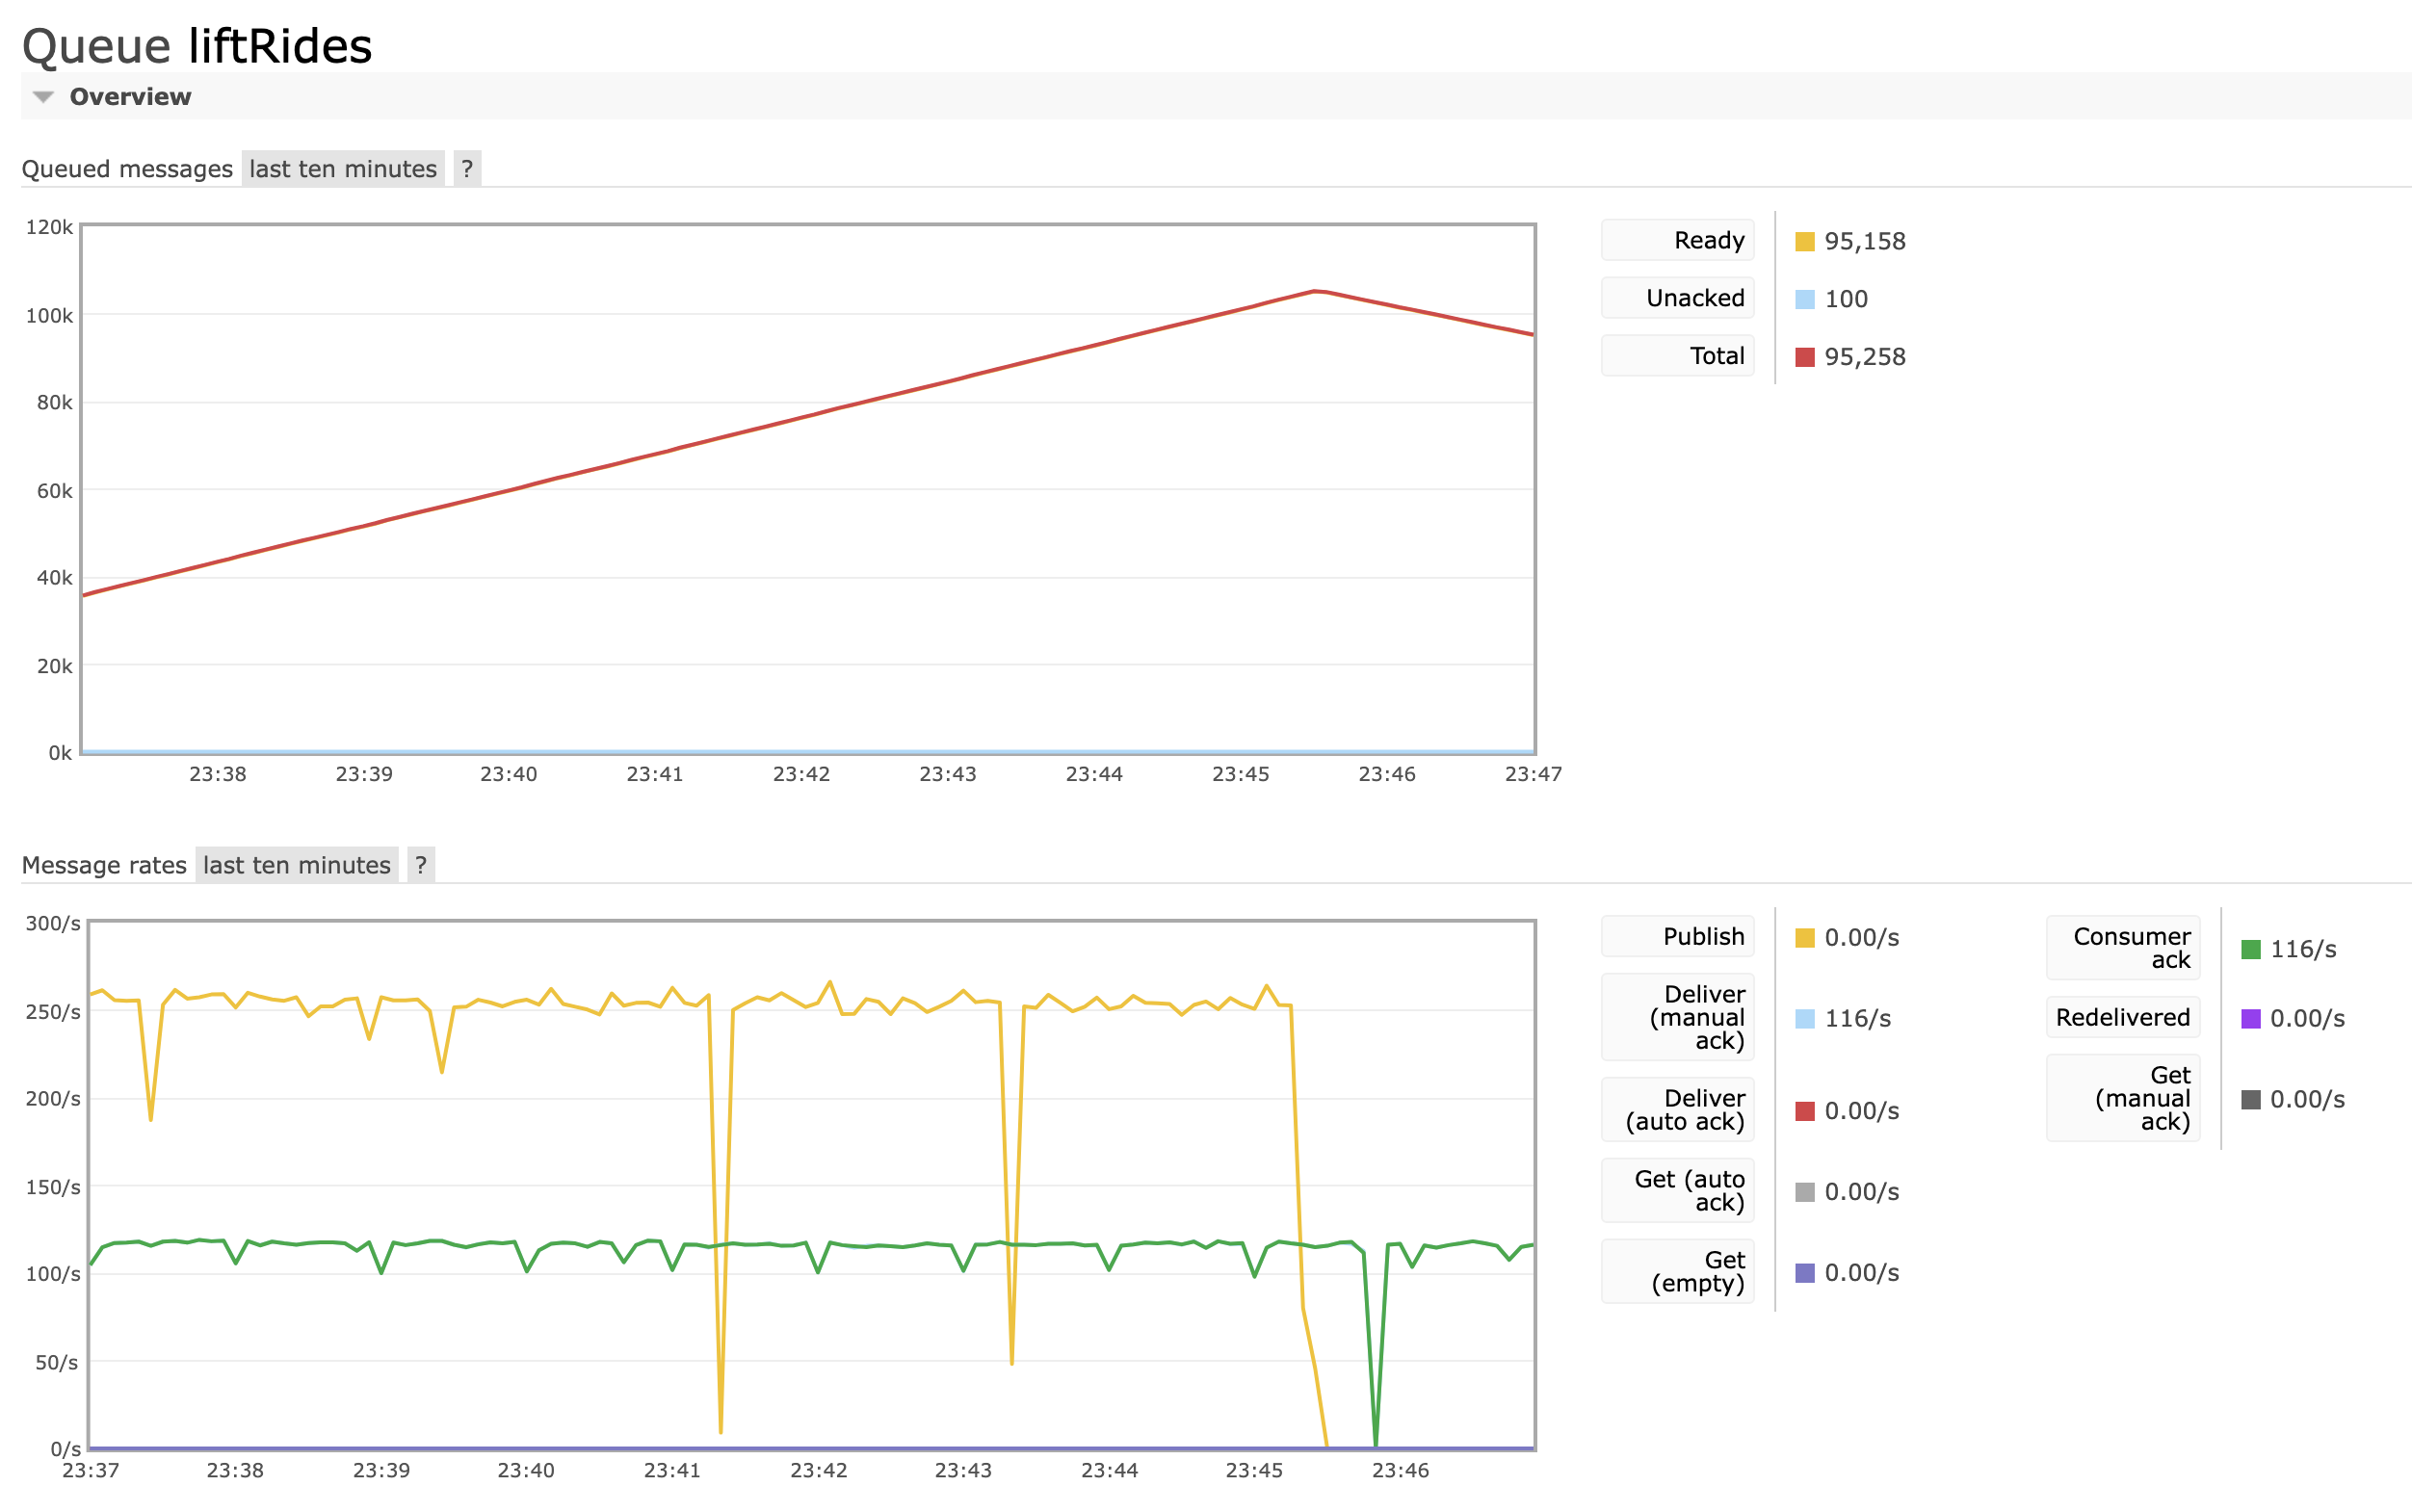 Queue liftRides
Overview
Queued messages last ten minutes ?
120k
100k
80k
60k
40k
20k
0k
23:38 23:39 23:40 23:41 23:42 23:43 23:44 23:45 23:46 23:47
Ready 95,158
Unacked 100
Total 95,258
Message rates last ten minutes ?
300/s
250/s
200/s
150/s
100/s
50/s
0/s
23:37 23:38 23:39 23:40 23:41 23:42 23:43 23:44 23:45 23:46
Publish 0.00/s
Deliver
(manual
ack) 116/s
Deliver
(auto ack) 0.00/s
Get (auto
ack) 0.00/s
Get
(empty) 0.00/s
Consumer
ack 116/s
Redelivered 0.00/s
Get
(manual
ack) 0.00/s